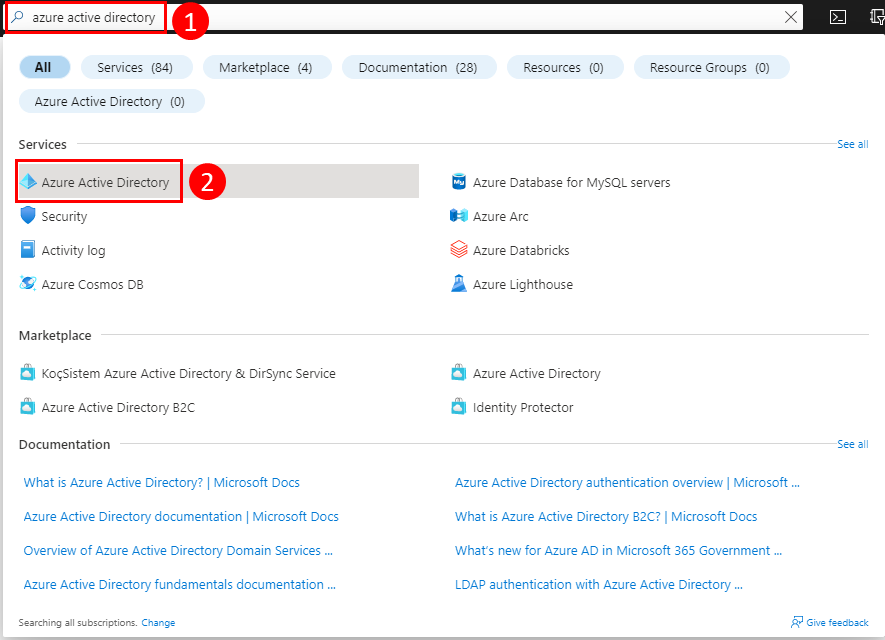 azure active directory
1
All
Services (84)
Marketplace (4)
Documentation (28)
Resources (0)
Resource Groups (0)
Azure Active Directory (0)
Services
See all
Azure Active Directory
2
Security
Activity log
Azure Cosmos DB
Azure Database for MySQL servers
Azure Arc
Azure Databricks
Azure Lighthouse
Marketplace
KoçSistem Azure Active Directory & DirSync Service
Azure Active Directory B2C
Azure Active Directory
Identity Protector
Documentation
See all
What is Azure Active Directory? | Microsoft Docs
Azure Active Directory documentation | Microsoft Docs
Overview of Azure Active Directory Domain Services ...
Azure Active Directory fundamentals documentation ...
Azure Active Directory authentication overview | Microsoft ...
What is Azure Active Directory B2C? | Microsoft Docs
What's new for Azure AD in Microsoft 365 Government ...
LDAP authentication with Azure Active Directory ...
Searching all subscriptions. Change
Give feedback